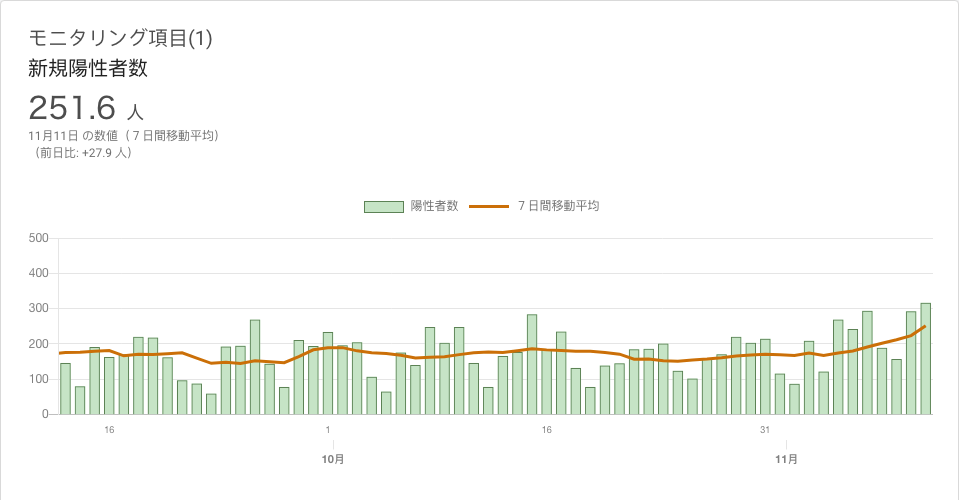 モニタリング項目(1)
新規陽性者数
251.6 人
11月11日 の数値（７日間移動平均）
（前日比: +27.9 人）
陽性者数 ７日間移動平均
500
400
300
200
100
0
16 1 16 31
10月 11月